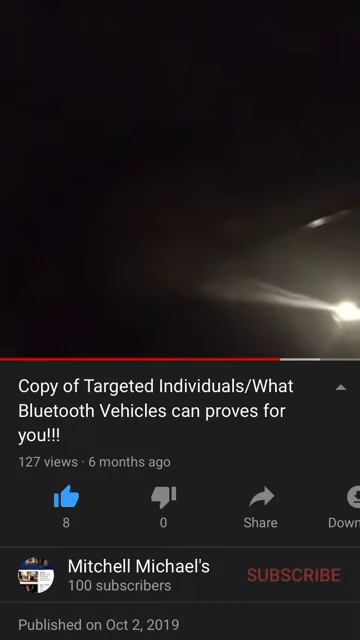 Copy of Targeted Individuals/What
Bluetooth Vehicles can proves for
you!!!
127 views · 6 months ago
8
0
Share
Down
Mitchell Michael's
100 subscribers
SUBSCRIBE
Published on Oct 2, 2019